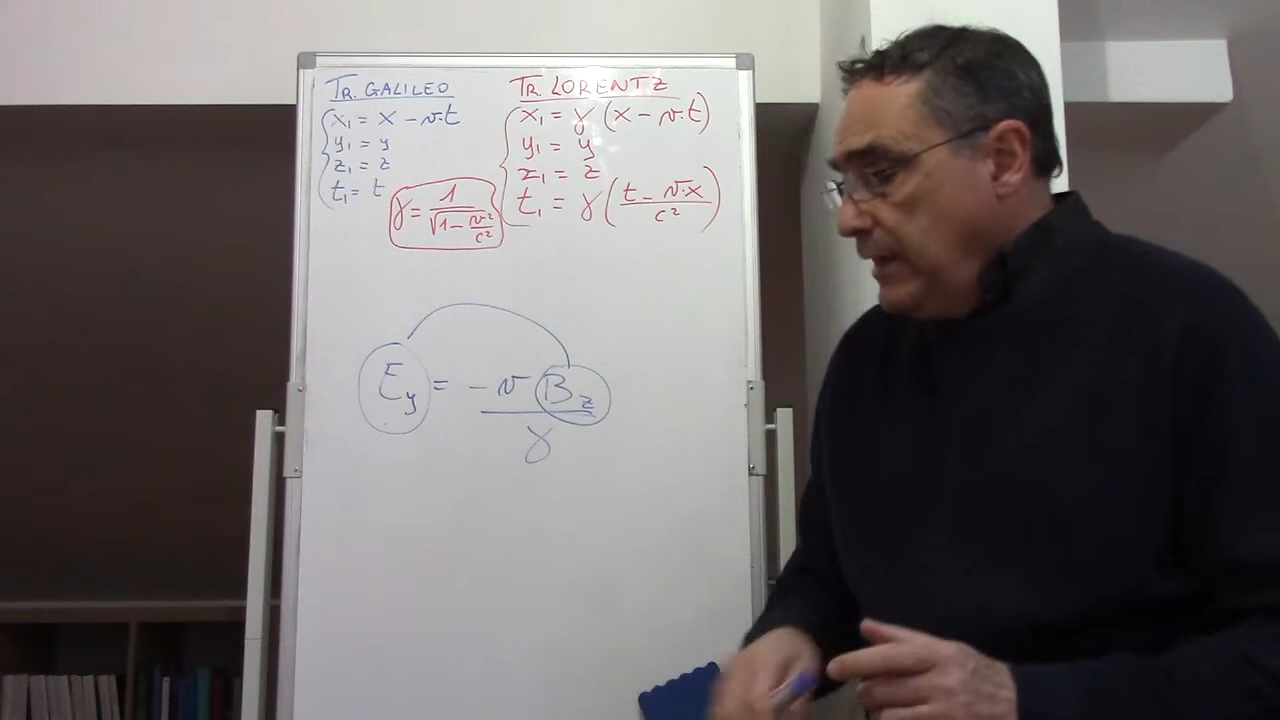 TR. GALILEO
x₁ = x - v·t
y₁ = y
z₁ = z
t₁ = t
γ = 1/√(1 - v²/c²)
TR. LORENTZ
x₁ = γ (x - v·t)
y₁ = y
z₁ = z
t₁ = γ ((t - v·x)/c²)
E_y = -v B_z / γ